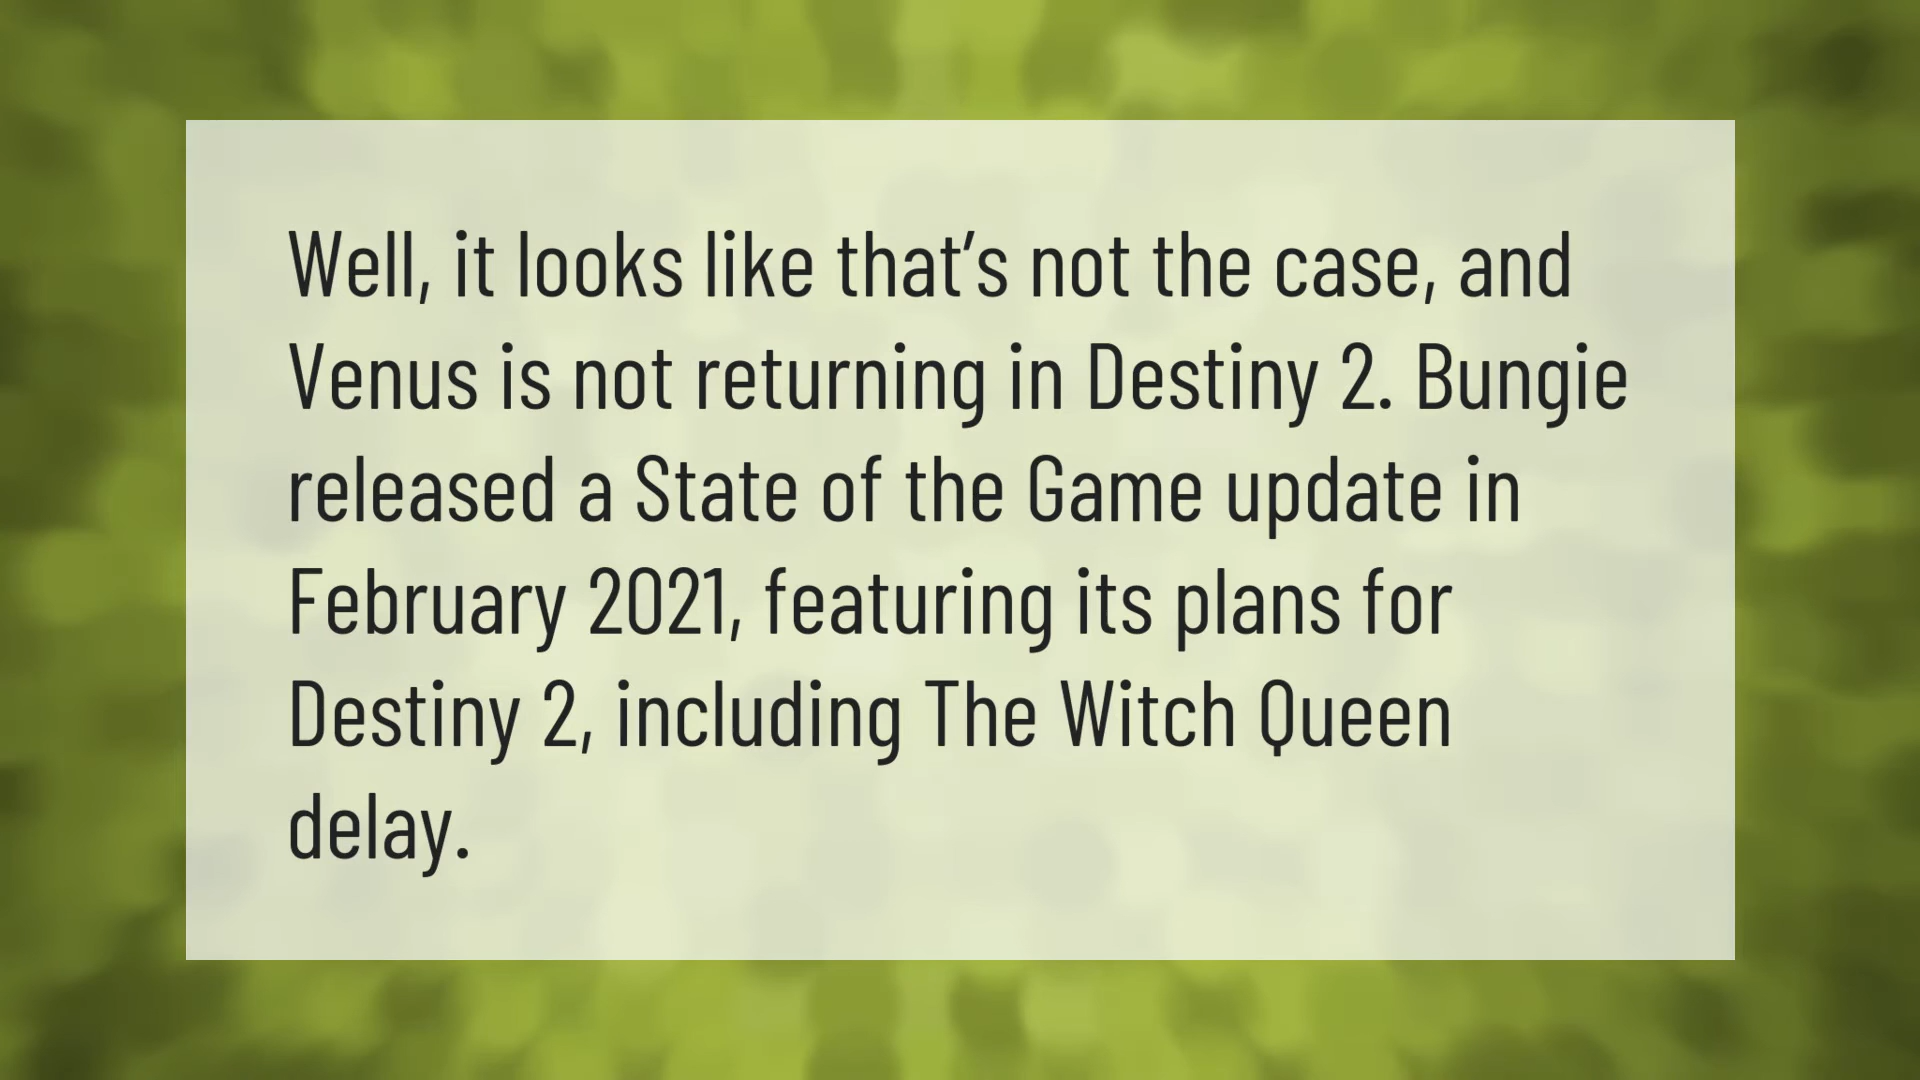 Well, it looks like that’s not the case, and
Venus is not returning in Destiny 2. Bungie
released a State of the Game update in
February 2021, featuring its plans for
Destiny 2, including The Witch Queen
delay.